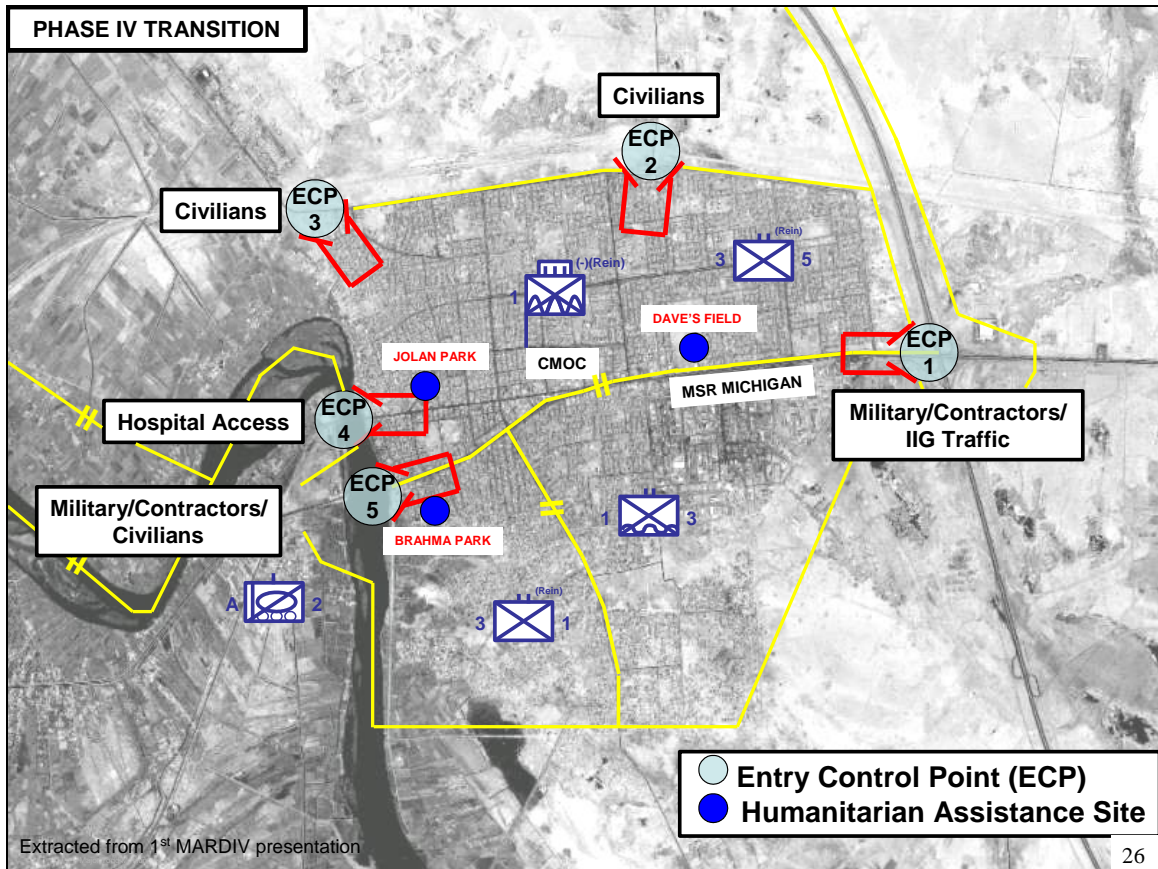 PHASE IV TRANSITION
Civilians
ECP
2
ECP
3
Civilians
(-)(Rein)
1
(Rein)
3 5
DAVE'S FIELD
JOLAN PARK
CMOC
MSR MICHIGAN
ECP
1
Hospital Access
ECP
4
Military/Contractors/
IIG Traffic
ECP
5
Military/Contractors/
Civilians
BRAHMA PARK
1 3
A 2
(Rein)
3 1
Entry Control Point (ECP)
Humanitarian Assistance Site
Extracted from 1st MARDIV presentation
26